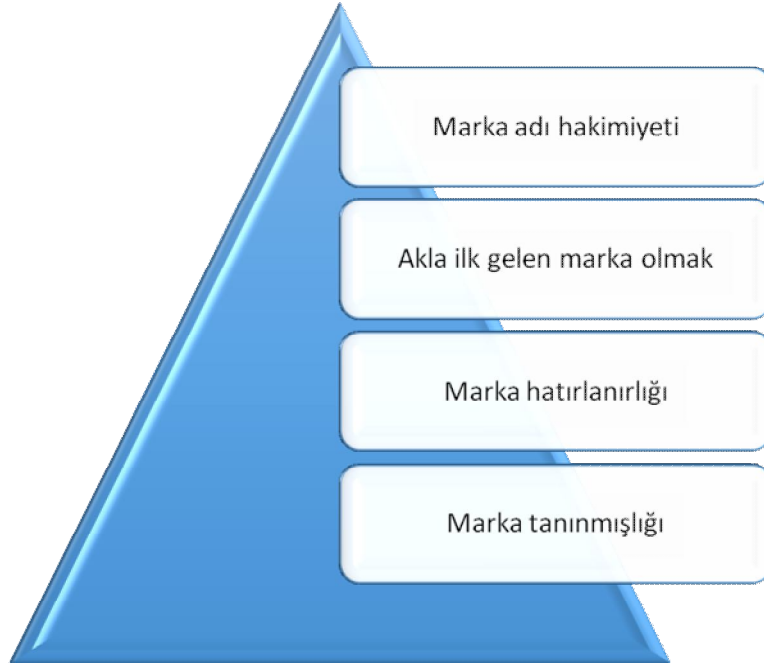 Marka adı hakimiyeti
Akla ilk gelen marka olmak
Marka hatırlanırlığı
Marka tanınmışlığı